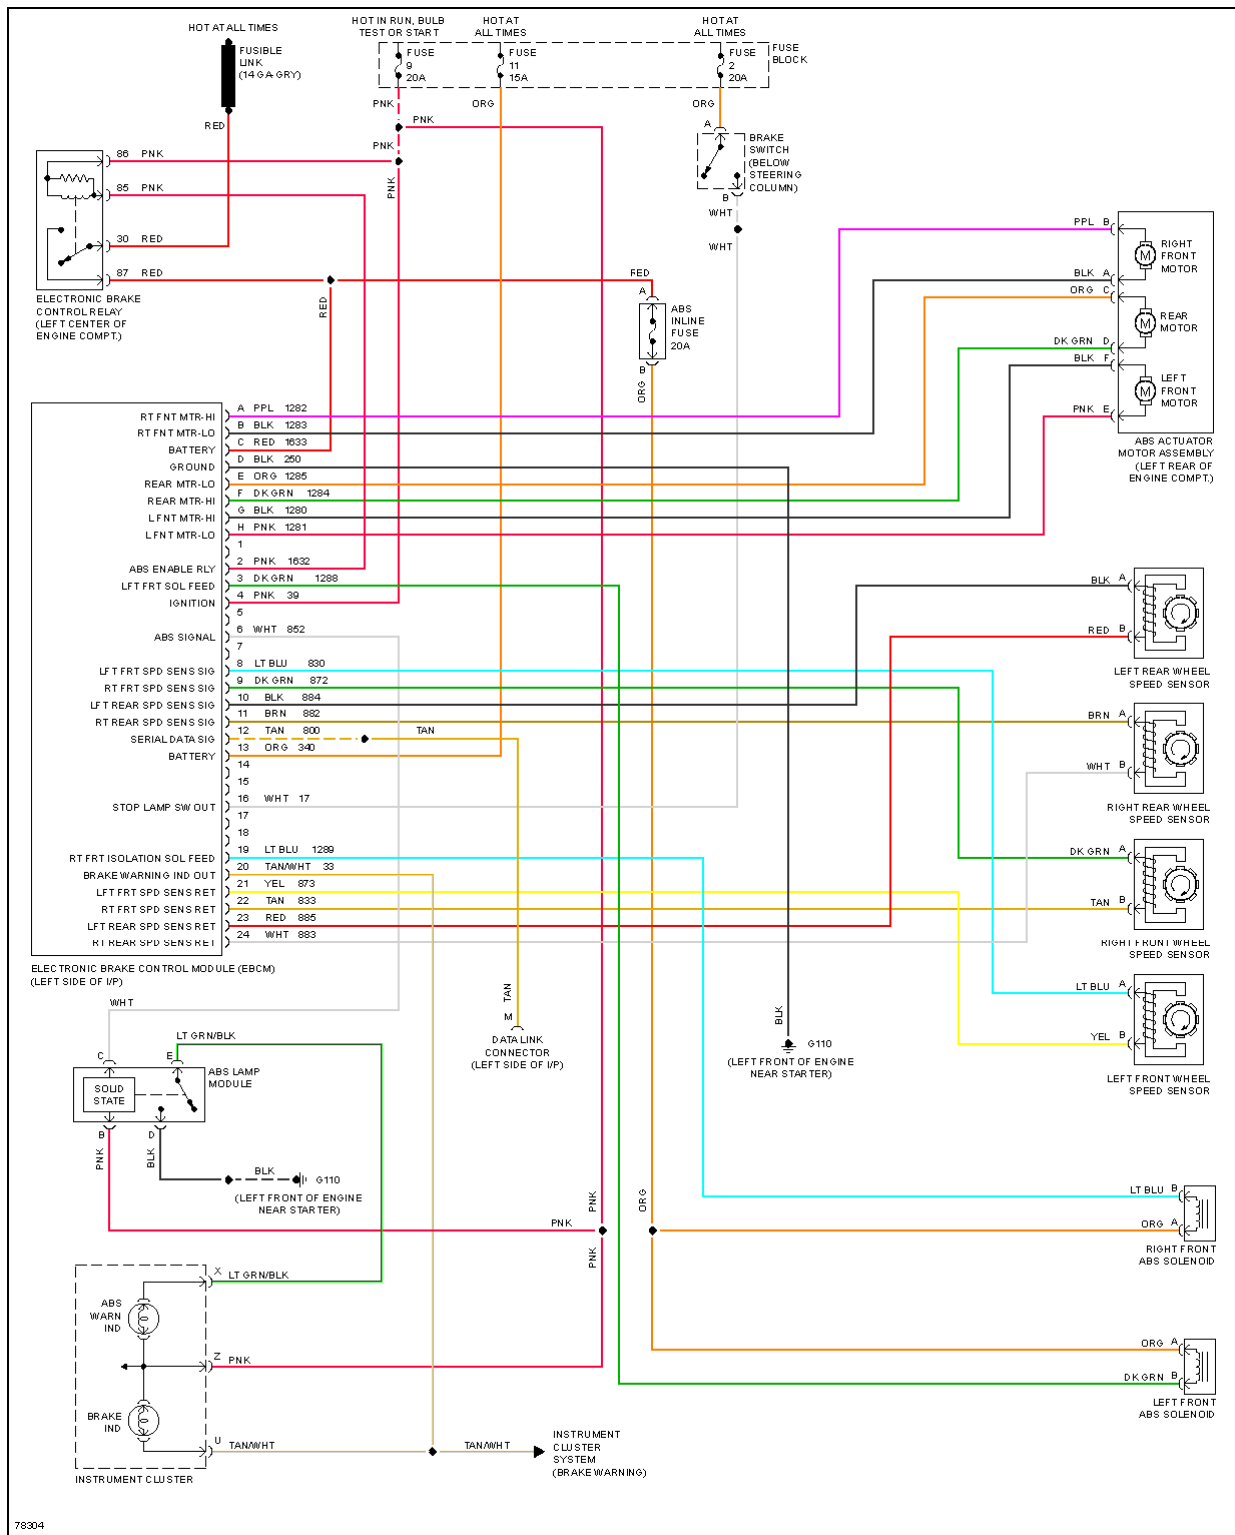 HOT AT ALL TIMES
FUSIBLE
LINK
(14 GA-GRY)
RED
HOT IN RUN, BULB
TEST OR START
HOT AT
ALL TIMES
HOT AT
ALL TIMES
FUSE
9
20A
FUSE
11
15A
FUSE
2
20A
FUSE
BLOCK
PNK
ORG
ORG
PNK
PNK
PNK
A
BRAKE
SWITCH
(BELOW
STEERING
COLUMN)
B
WHT
WHT
86 PNK
85 PNK
30 RED
87 RED
ELECTRONIC BRAKE
CONTROL RELAY
(LEFT CENTER OF
ENGINE COMPT.)
RED
RED
A
ABS
INLINE
FUSE
20A
B
ORG
PPL B
BLK A
ORG C
DK GRN D
BLK F
PNK E
M
RIGHT
FRONT
MOTOR
M
REAR
MOTOR
M
LEFT
FRONT
MOTOR
ABS ACTUATOR
MOTOR ASSEMBLY
(LEFT REAR OF
ENGINE COMPT.)
RT FNT MTR-HI A PPL 1282
RT FNT MTR-LO B BLK 1283
BATTERY C RED 1633
GROUND D BLK 250
REAR MTR-LO E ORG 1285
REAR MTR-HI F DK GRN 1284
L FNT MTR-HI G BLK 1280
L FNT MTR-LO H PNK 1281
1
ABS ENABLE RLY 2 PNK 1632
LFT FRT SOL FEED 3 DK GRN 1288
IGNITION 4 PNK 39
5
ABS SIGNAL 6 WHT 852
7
LFT FRT SPD SENS SIG 8 LT BLU 830
RT FRT SPD SENS SIG 9 DK GRN 872
LFT REAR SPD SENS SIG 10 BLK 884
RT REAR SPD SENS SIG 11 BRN 882
SERIAL DATA SIG 12 TAN 800 TAN
BATTERY 13 ORG 340
14
15
STOP LAMP SW OUT 16 WHT 17
17
18
RT FRT ISOLATION SOL FEED 19 LT BLU 1289
BRAKE WARNING IND OUT 20 TAN/WHT 33
LFT FRT SPD SENS RET 21 YEL 873
RT FRT SPD SENS RET 22 TAN 833
LFT REAR SPD SENS RET 23 RED 885
RT REAR SPD SENS RET 24 WHT 883
ELECTRONIC BRAKE CONTROL MODULE (EBCM)
(LEFT SIDE OF I/P)
BLK A
RED B
LEFT REAR WHEEL
SPEED SENSOR
BRN A
WHT B
RIGHT REAR WHEEL
SPEED SENSOR
DK GRN A
TAN B
RIGHT FRONT WHEEL
SPEED SENSOR
LT BLU A
YEL B
LEFT FRONT WHEEL
SPEED SENSOR
WHT
LT GRN/BLK
C
E
SOLID
STATE
ABS LAMP
MODULE
B
D
PNK
BLK
BLK
G110
(LEFT FRONT OF ENGINE
NEAR STARTER)
TAN
M
DATA LINK
CONNECTOR
(LEFT SIDE OF I/P)
BLK
G110
(LEFT FRONT OF ENGINE
NEAR STARTER)
PNK
PNK
PNK
ORG
LT BLU B
ORG A
RIGHT FRONT
ABS SOLENOID
ORG A
DK GRN B
LEFT FRONT
ABS SOLENOID
X LT GRN/BLK
ABS
WARN
IND
Z PNK
BRAKE
IND
U TAN/WHT
TAN/WHT
INSTRUMENT
CLUSTER
SYSTEM
(BRAKE WARNING)
INSTRUMENT CLUSTER
78304